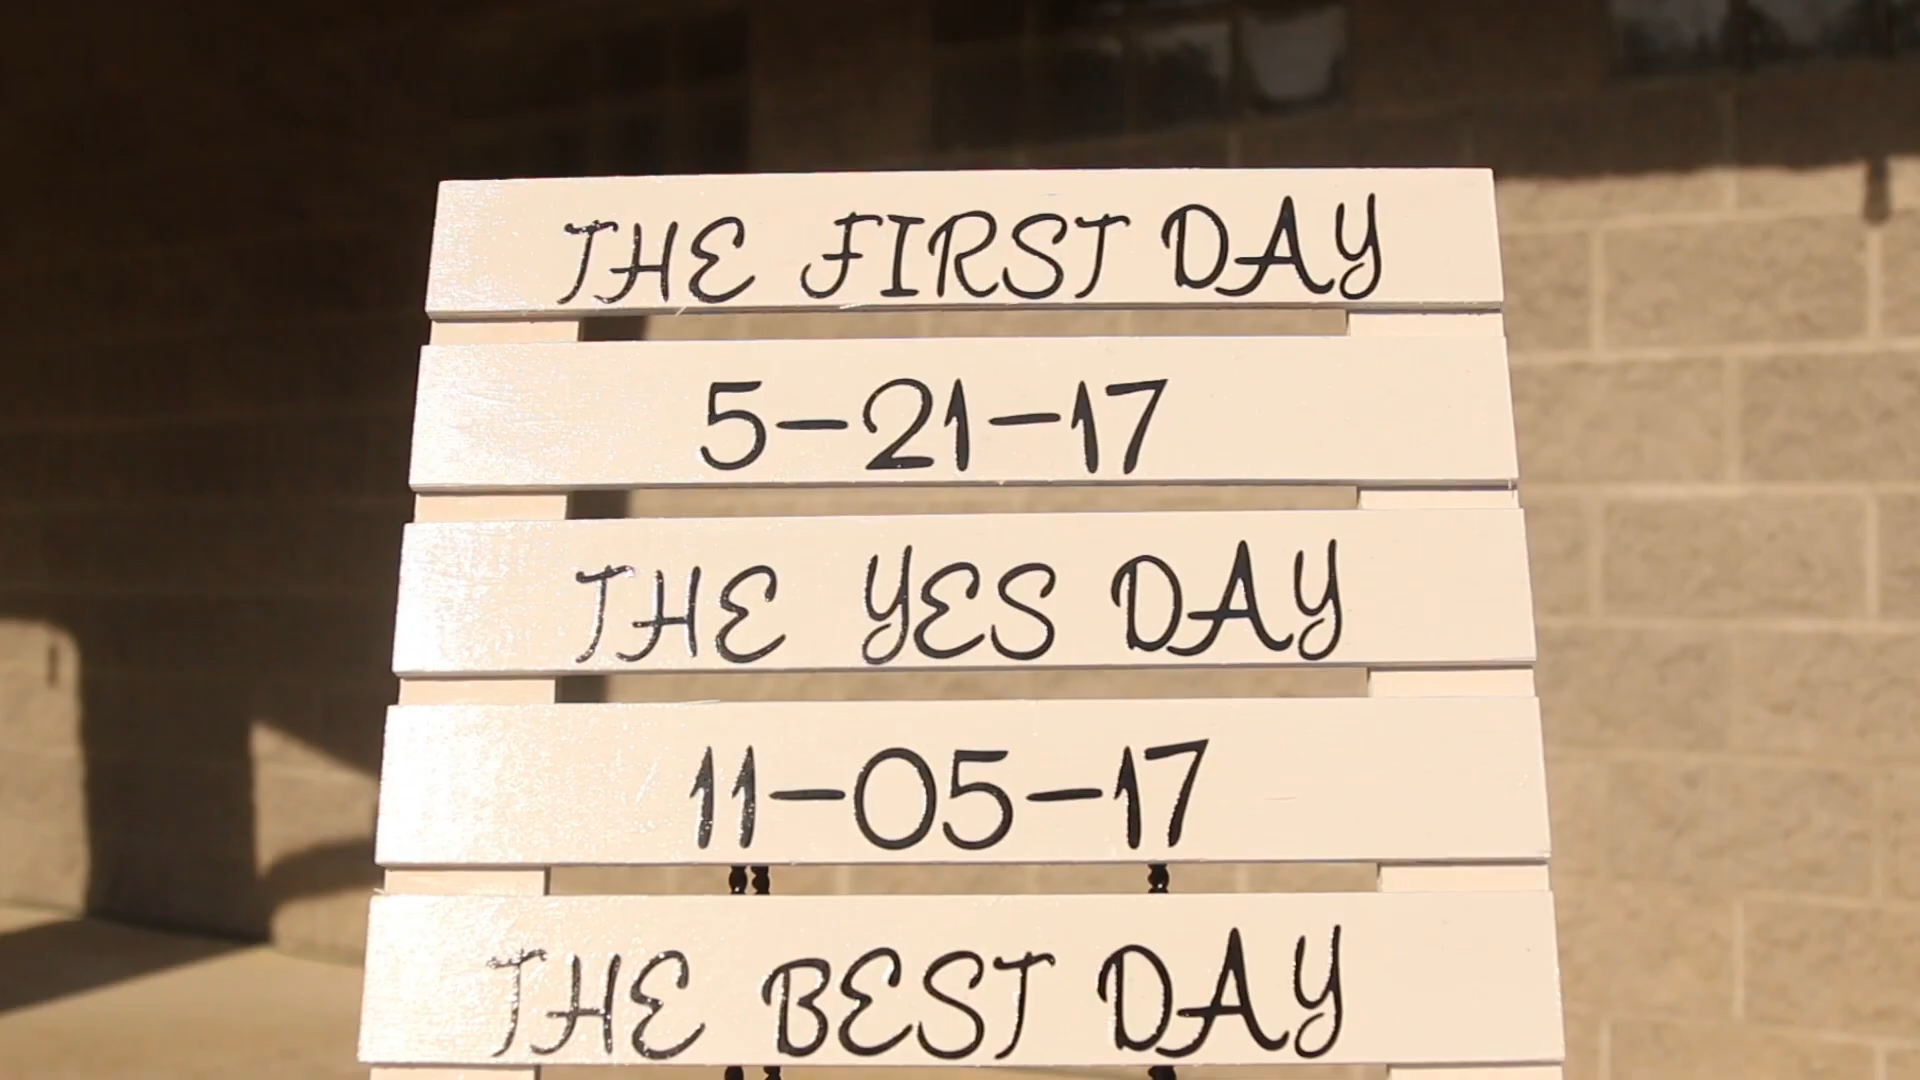 THE FIRST DAY
5-21-17
THE YES DAY
11-05-17
THE BEST DAY